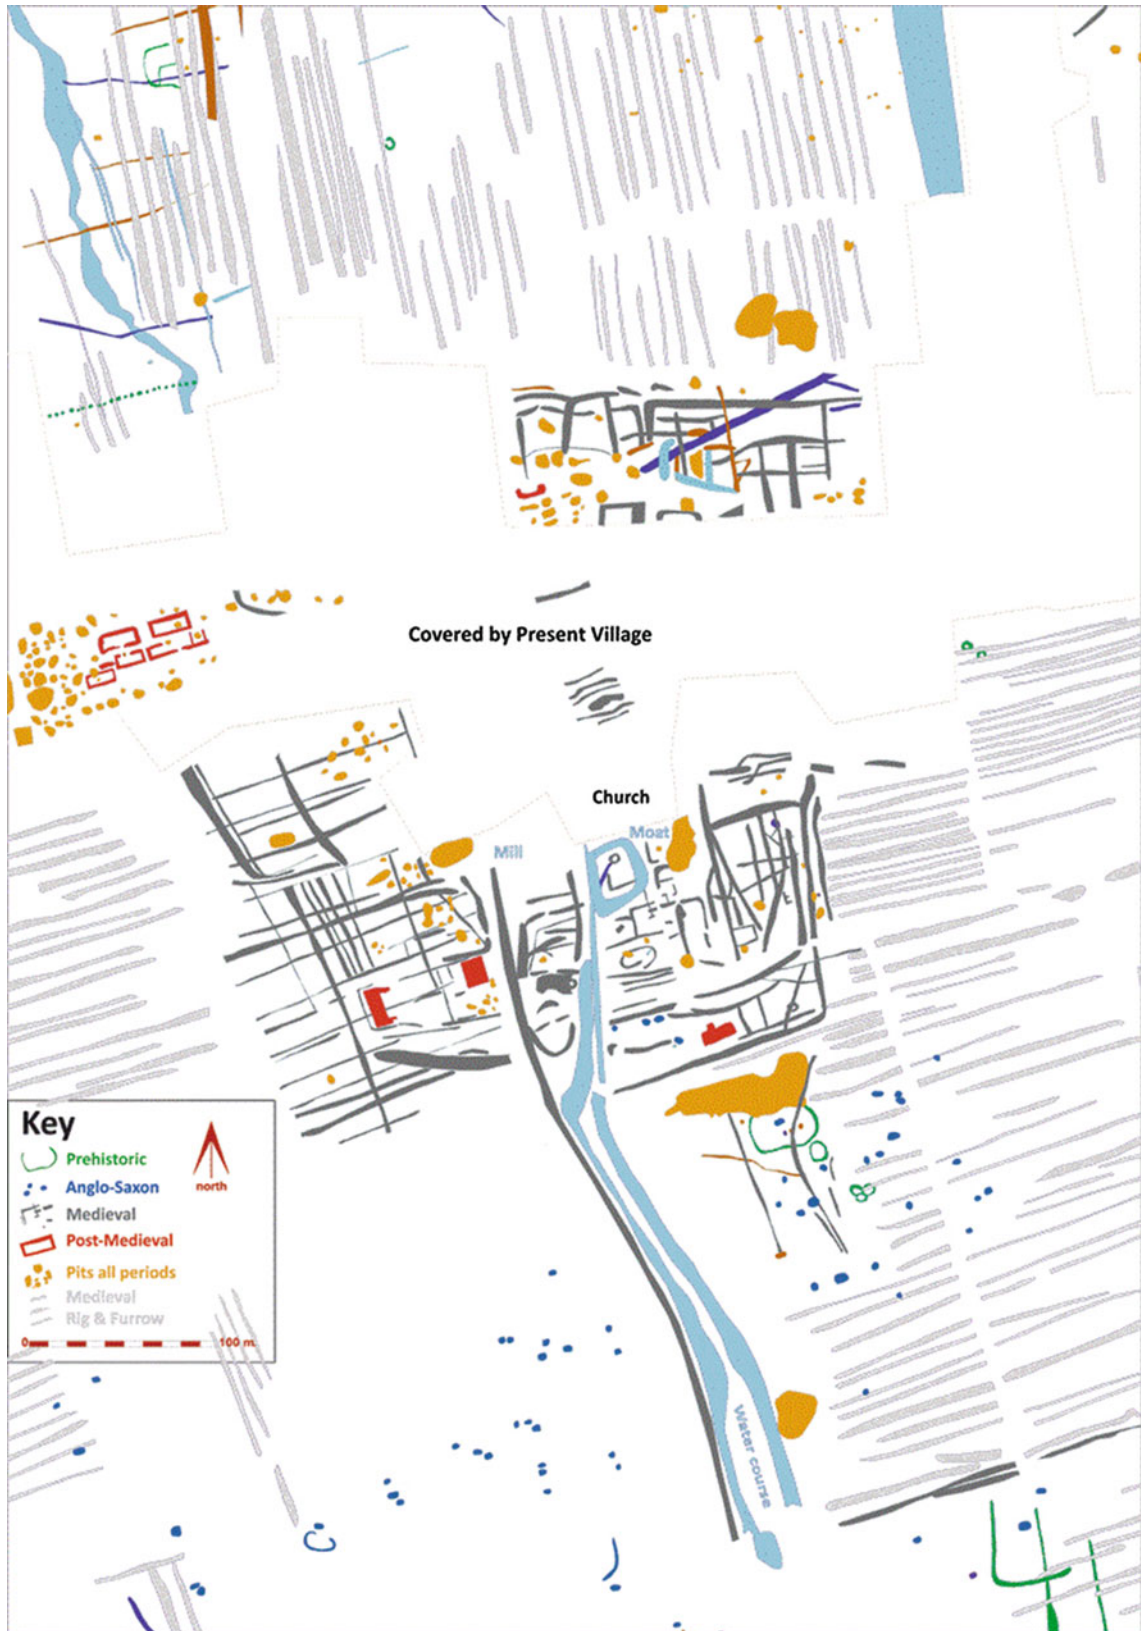 Covered by Present Village
Church
Moat
Mill
Key
Prehistoric
north
Anglo-Saxon
Medieval
Post-Medieval
Pits all periods
Medieval
Rig & Furrow
0 100 m.
Water course